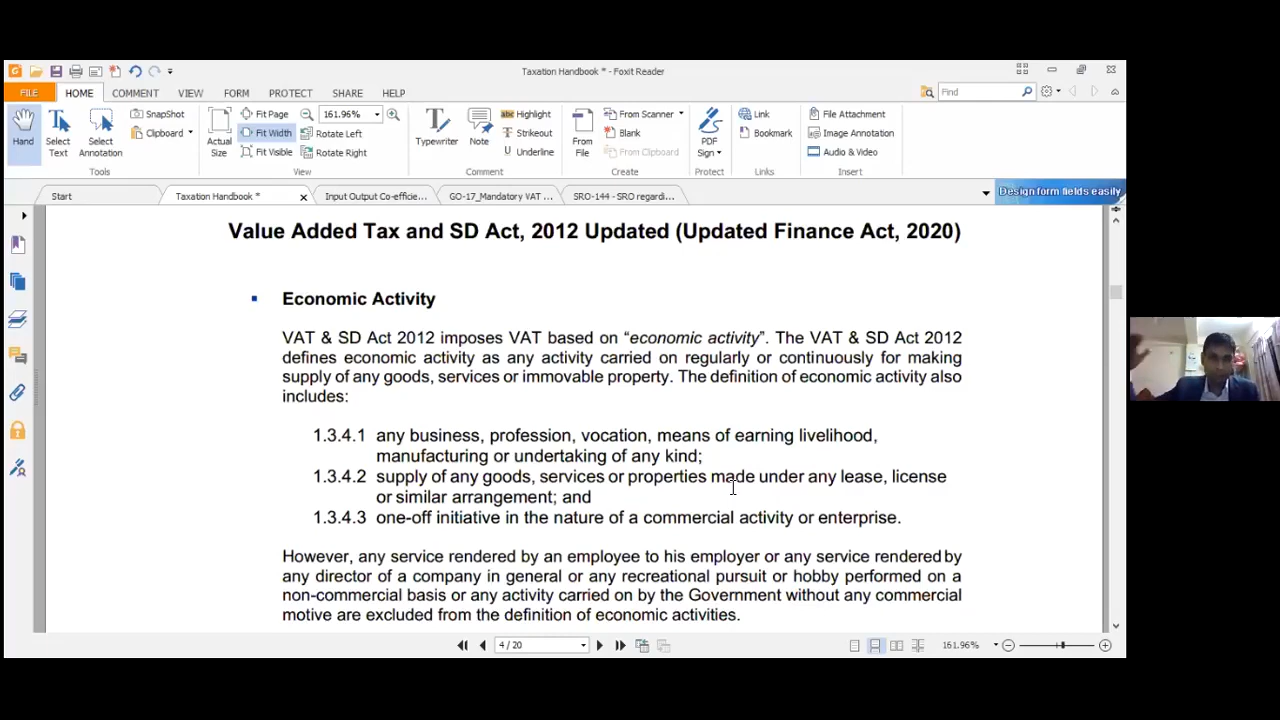 Taxation Handbook * - Foxit Reader
FILE HOME COMMENT VIEW FORM PROTECT SHARE HELP Find
Hand Select Text Select Annotation SnapShot Clipboard Tools
Actual Size Fit Page Fit Width Fit Visible 161.96% Rotate Left Rotate Right View
Typewriter Note Highlight Strikeout Underline Comment
From File From Scanner Blank From Clipboard Create
PDF Sign Protect
Link Bookmark Links
File Attachment Image Annotation Audio & Video Insert
Start Taxation Handbook * Input Output Co-efficie... GO-17_Mandatory VAT ... SRO-144 - SRO regardi... Design form fields easily
Value Added Tax and SD Act, 2012 Updated (Updated Finance Act, 2020)
▪ Economic Activity
VAT & SD Act 2012 imposes VAT based on “economic activity”. The VAT & SD Act 2012
defines economic activity as any activity carried on regularly or continuously for making
supply of any goods, services or immovable property. The definition of economic activity also
includes:
1.3.4.1 any business, profession, vocation, means of earning livelihood,
manufacturing or undertaking of any kind;
1.3.4.2 supply of any goods, services or properties made under any lease, license
or similar arrangement; and
1.3.4.3 one-off initiative in the nature of a commercial activity or enterprise.
However, any service rendered by an employee to his employer or any service rendered by
any director of a company in general or any recreational pursuit or hobby performed on a
non-commercial basis or any activity carried on by the Government without any commercial
motive are excluded from the definition of economic activities.
4 / 20 161.96%